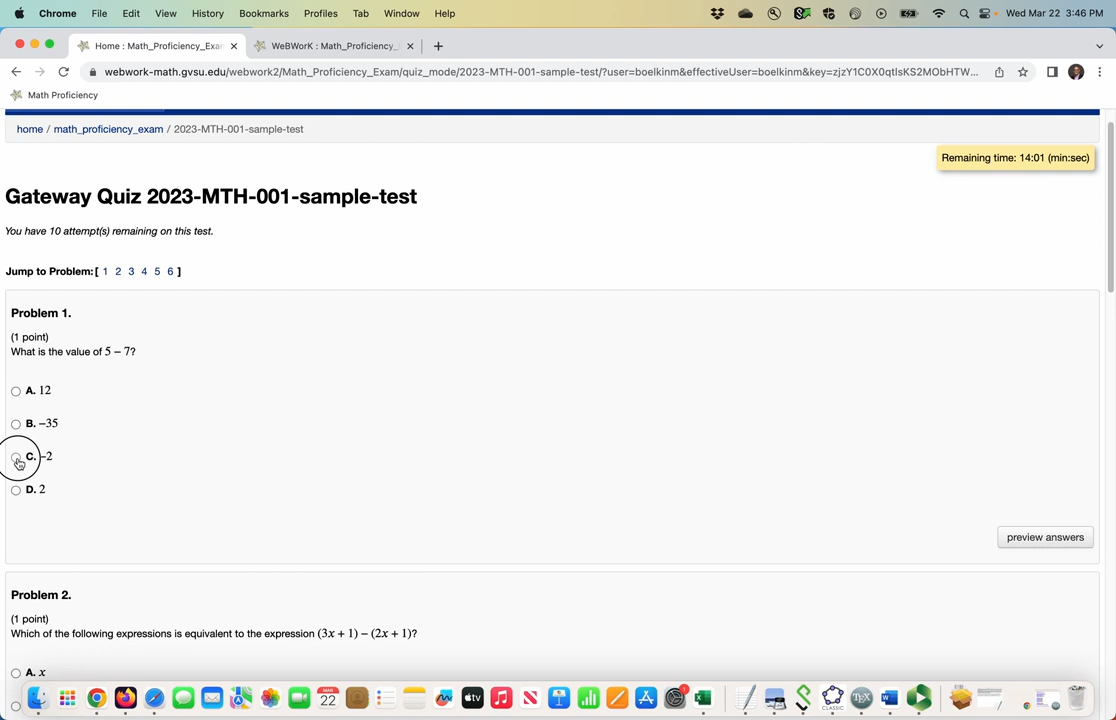 Chrome File Edit View History Bookmarks Profiles Tab Window Help Wed Mar 22 3:46 PM
Home : Math_Proficiency_Exam WeBWorK : Math_Proficiency_
webwork-math.gvsu.edu/webwork2/Math_Proficiency_Exam/quiz_mode/2023-MTH-001-sample-test/?user=boelkinm&effectiveUser=boelkinm&key=zjzY1C0X0qtIsKS2MObHTW...
Math Proficiency
home / math_proficiency_exam / 2023-MTH-001-sample-test
Remaining time: 14:01 (min:sec)
Gateway Quiz 2023-MTH-001-sample-test
You have 10 attempt(s) remaining on this test.
Jump to Problem:[ 1 2 3 4 5 6 ]
Problem 1.
(1 point)
What is the value of 5 − 7?
A. 12
B. −35
C. −2
D. 2
preview answers
Problem 2.
(1 point)
Which of the following expressions is equivalent to the expression (3x + 1) − (2x + 1)?
A. x